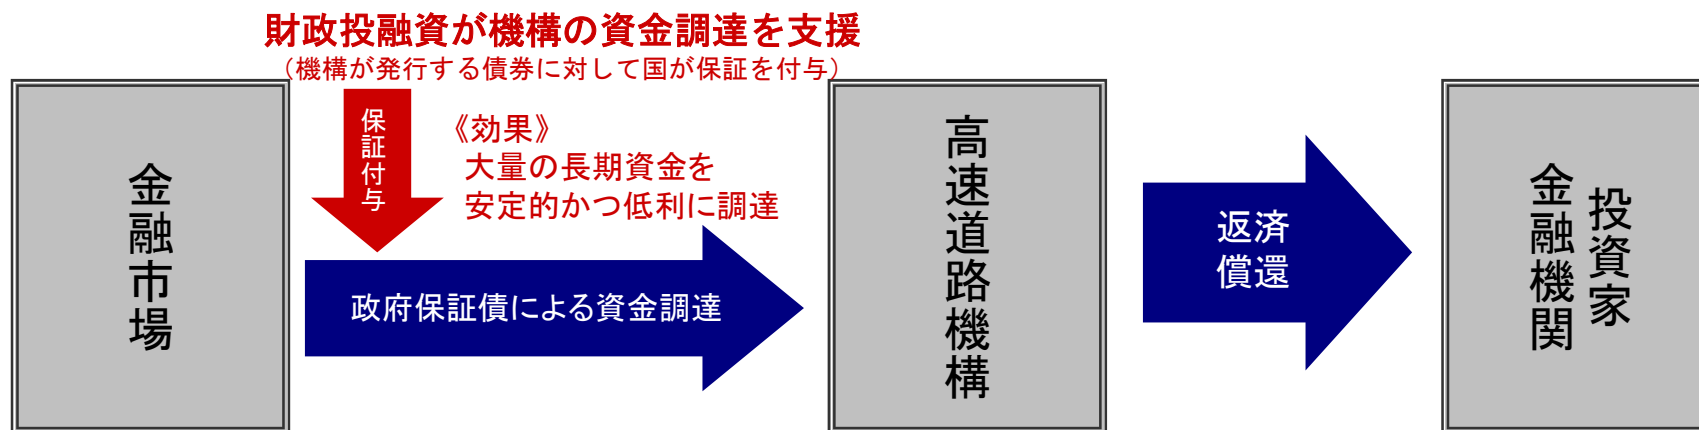 財政投融資が機構の資金調達を支援
（機構が発行する債券に対して国が保証を付与）
金融市場
保証付与
《効果》
大量の長期資金を
安定的かつ低利に調達
政府保証債による資金調達
高速道路機構
返済
償還
投資家
金融機関